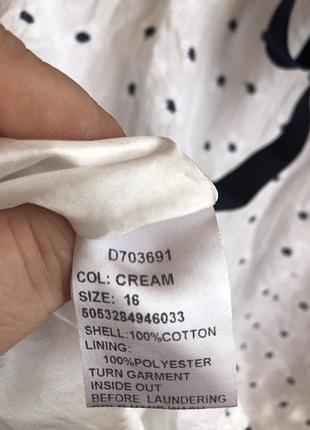 D703691
COL: CREAM
SIZE: 16
5053284946033
SHELL:100%COTTON
LINING:
100%POLYESTER
TURN GARMENT
INSIDE OUT
BEFORE LAUNDERING